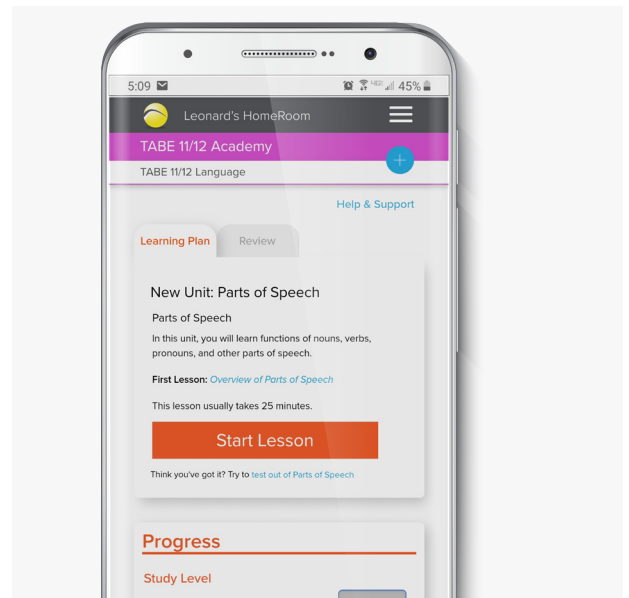 5:09 45%
Leonard's HomeRoom
TABE 11/12 Academy
+
TABE 11/12 Language
Help & Support
Learning Plan Review
New Unit: Parts of Speech
Parts of Speech
In this unit, you will learn functions of nouns, verbs,
pronouns, and other parts of speech.
First Lesson: Overview of Parts of Speech
This lesson usually takes 25 minutes.
Start Lesson
Think you've got it? Try to test out of Parts of Speech
Progress
Study Level